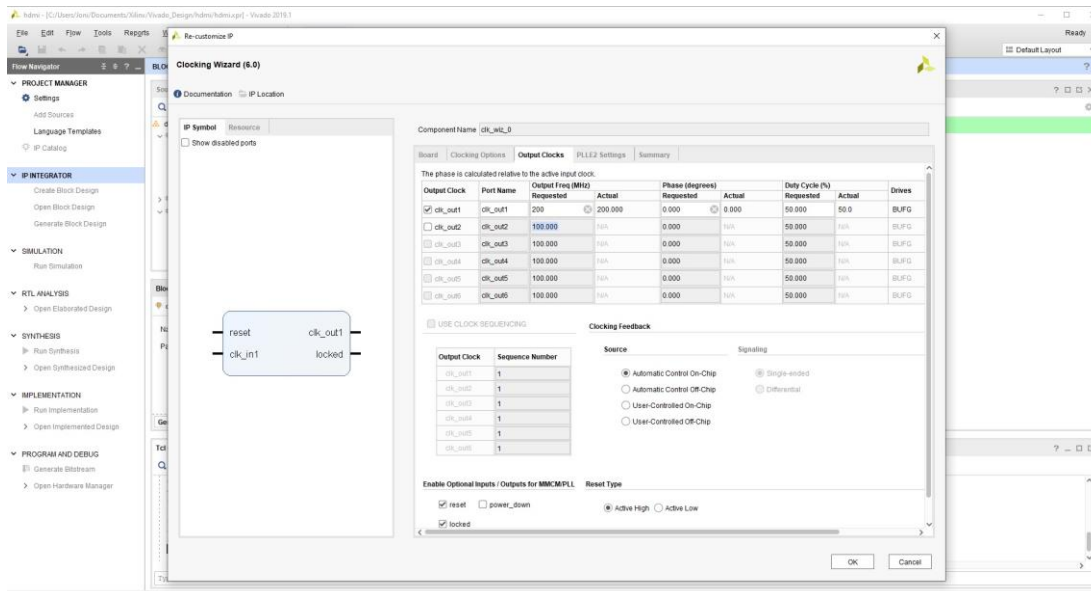 hdmi - [C:/Users/Joni/Documents/Xilinx/Vivado_Design/hdmi/hdmi.xpr] - Vivado 2019.1
File Edit Flow Tools Reports
Ready
Default Layout
Flow Navigator
PROJECT MANAGER
Settings
Add Sources
Language Templates
IP Catalog
IP INTEGRATOR
Create Block Design
Open Block Design
Generate Block Design
SIMULATION
Run Simulation
RTL ANALYSIS
Open Elaborated Design
SYNTHESIS
Run Synthesis
Open Synthesized Design
IMPLEMENTATION
Run Implementation
Open Implemented Design
PROGRAM AND DEBUG
Generate Bitstream
Open Hardware Manager
Re-customize IP
Clocking Wizard (6.0)
Documentation IP Location
IP Symbol Resource
Show disabled ports
reset clk_out1
clk_in1 locked
Component Name clk_wiz_0
Board Clocking Options Output Clocks PLLE2 Settings Summary
The phase is calculated relative to the active input clock.
Output Clock Port Name Output Freq (MHz) Phase (degrees) Duty Cycle (%) Drives
Requested Actual Requested Actual Requested Actual
clk_out1 clk_out1 200 200.000 0.000 0.000 50.000 50.0 BUFG
clk_out2 clk_out2 100.000 N/A 0.000 N/A 50.000 N/A BUFG
clk_out3 clk_out3 100.000 N/A 0.000 N/A 50.000 N/A BUFG
clk_out4 clk_out4 100.000 N/A 0.000 N/A 50.000 N/A BUFG
clk_out5 clk_out5 100.000 N/A 0.000 N/A 50.000 N/A BUFG
clk_out6 clk_out6 100.000 N/A 0.000 N/A 50.000 N/A BUFG
USE CLOCK SEQUENCING Clocking Feedback
Output Clock Sequence Number
clk_out1 1
clk_out2 1
clk_out3 1
clk_out4 1
clk_out5 1
clk_out6 1
Source Signaling
Automatic Control On-Chip Single-ended
Automatic Control Off-Chip Differential
User-Controlled On-Chip
User-Controlled Off-Chip
Enable Optional Inputs / Outputs for MMCM/PLL Reset Type
reset power_down Active High Active Low
locked
OK Cancel